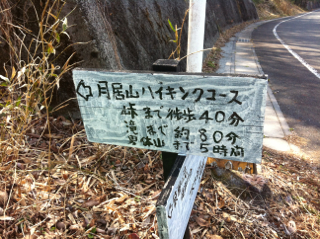 ⇦月居山ハイキングコース
峠まで徒歩40分
滝まで約80分
男体山まで5時間